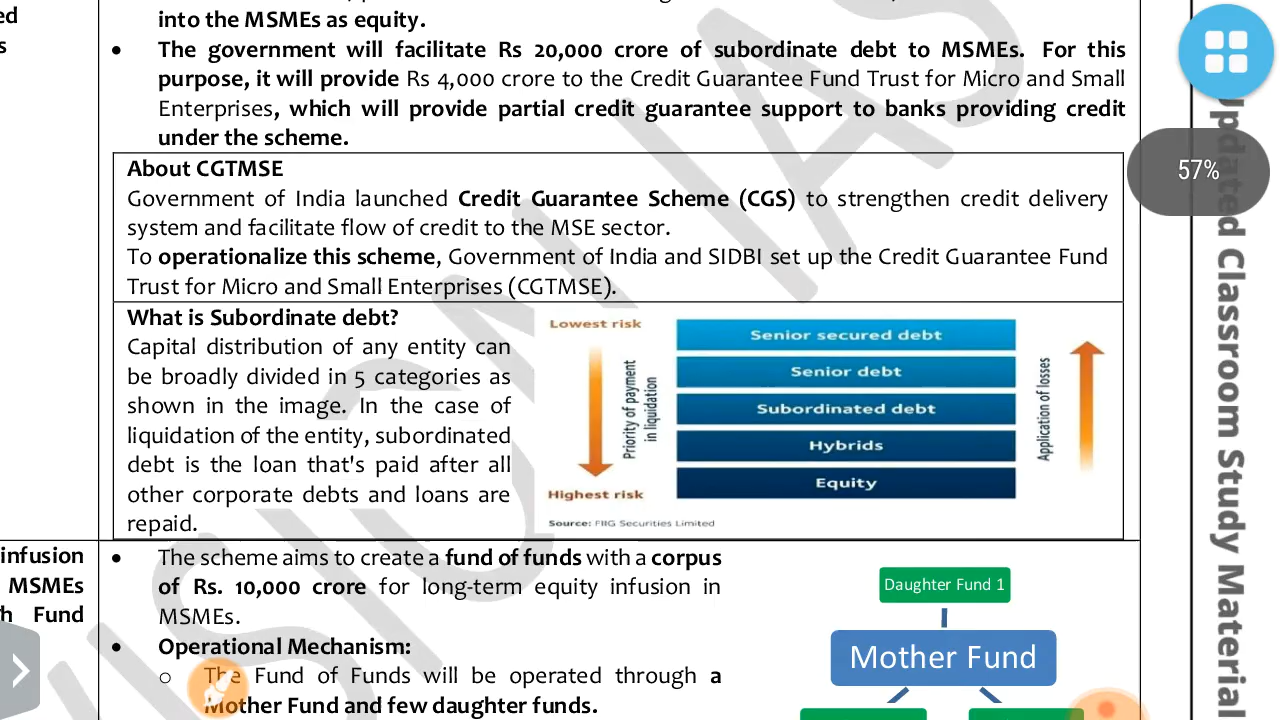 ed
s
into the MSMEs as equity.
• The government will facilitate Rs 20,000 crore of subordinate debt to MSMEs. For this
purpose, it will provide Rs 4,000 crore to the Credit Guarantee Fund Trust for Micro and Small
Enterprises, which will provide partial credit guarantee support to banks providing credit
under the scheme.
About CGTMSE
Government of India launched Credit Guarantee Scheme (CGS) to strengthen credit delivery
system and facilitate flow of credit to the MSE sector.
To operationalize this scheme, Government of India and SIDBI set up the Credit Guarantee Fund
Trust for Micro and Small Enterprises (CGTMSE).
What is Subordinate debt?
Capital distribution of any entity can
be broadly divided in 5 categories as
shown in the image. In the case of
liquidation of the entity, subordinated
debt is the loan that's paid after all
other corporate debts and loans are
repaid.
Lowest risk
Priority of payment
in liquidation
Highest risk
Senior secured debt
Senior debt
Subordinated debt
Hybrids
Equity
Application of losses
Source: FIIG Securities Limited
infusion
MSMEs
h Fund
• The scheme aims to create a fund of funds with a corpus
of Rs. 10,000 crore for long-term equity infusion in
MSMEs.
• Operational Mechanism:
o The Fund of Funds will be operated through a
Mother Fund and few daughter funds.
Daughter Fund 1
Mother Fund
57%
Updated Classroom Study Material